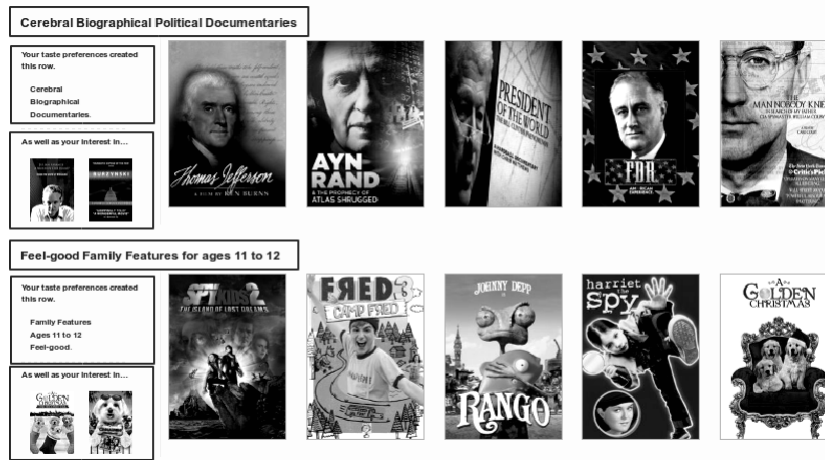 Cerebral Biographical Political Documentaries
Your taste preferences created
this row.
Cerebral
Biographical
Documentaries.
As well as your interest in...
BURZYNSKI
Thomas Jefferson
A FILM BY KEN BURNS
AYN
RAND
& THE PROPHECY OF
ATLAS SHRUGGED
PRESIDENT
OF THE WORLD
FDR
AMERICAN
EXPERIENCE
THE
MAN NOBODY KNE
Feel-good Family Features for ages 11 to 12
Your taste preferences created
this row.
Family Features
Ages 11 to 12
Feel-good.
As well as your interest in...
GOLDEN
CHRISTMAS
SPY KIDS 2
THE ISLAND OF LOST DREAMS
FRED
CAMP FRED
JOHNNY DEPP
RANGO
harriet
the
spy
A
GOLDEN
CHRISTMAS